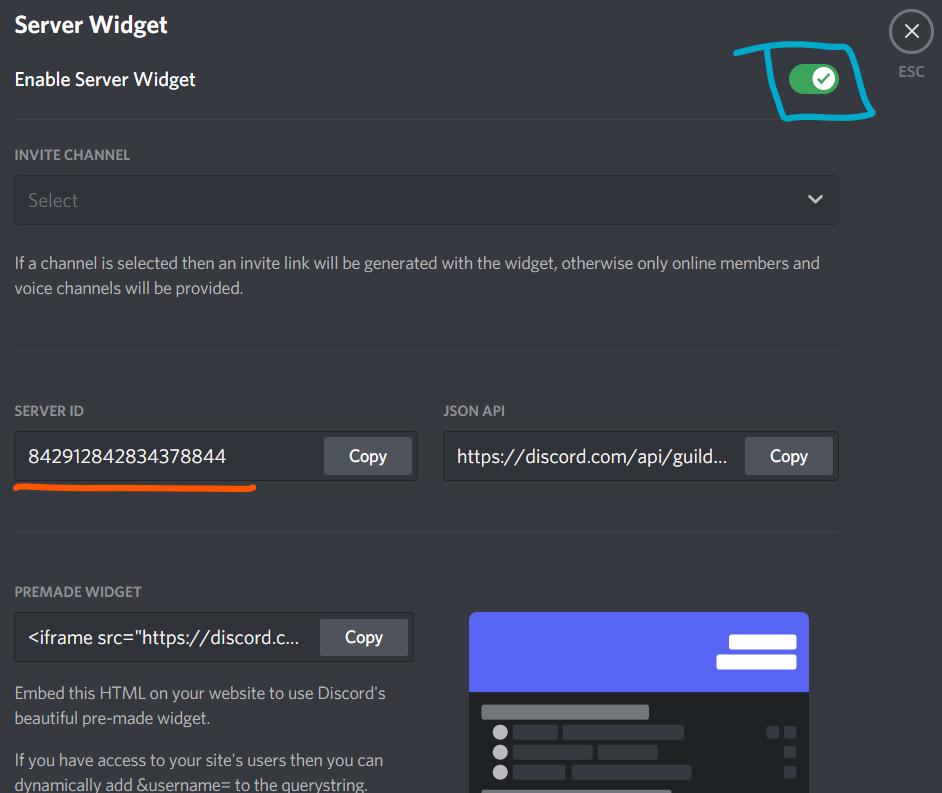 Server Widget
Enable Server Widget
ESC
INVITE CHANNEL
Select
If a channel is selected then an invite link will be generated with the widget, otherwise only online members and
voice channels will be provided.
SERVER ID
JSON API
842912842834378844
Copy
https://discord.com/api/guild...
Copy
PREMADE WIDGET
<iframe src="https://discord.c...
Copy
Embed this HTML on your website to use Discord's
beautiful pre-made widget.
If you have access to your site's users then you can
dynamically add &username= to the querystring.